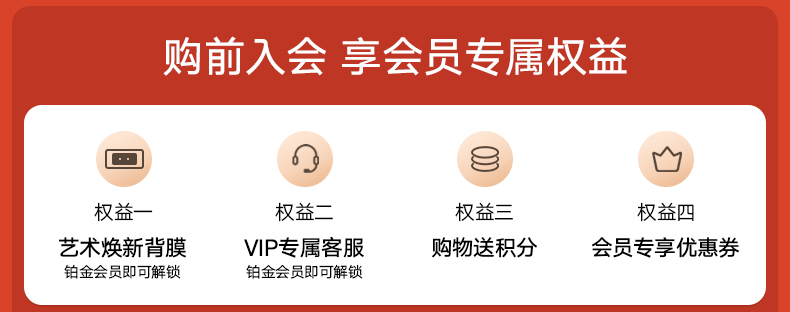 购前入会 享会员专属权益
权益一 权益二 权益三 权益四
艺术焕新背膜 VIP专属客服 购物送积分 会员专享优惠券
铂金会员即可解锁 铂金会员即可解锁